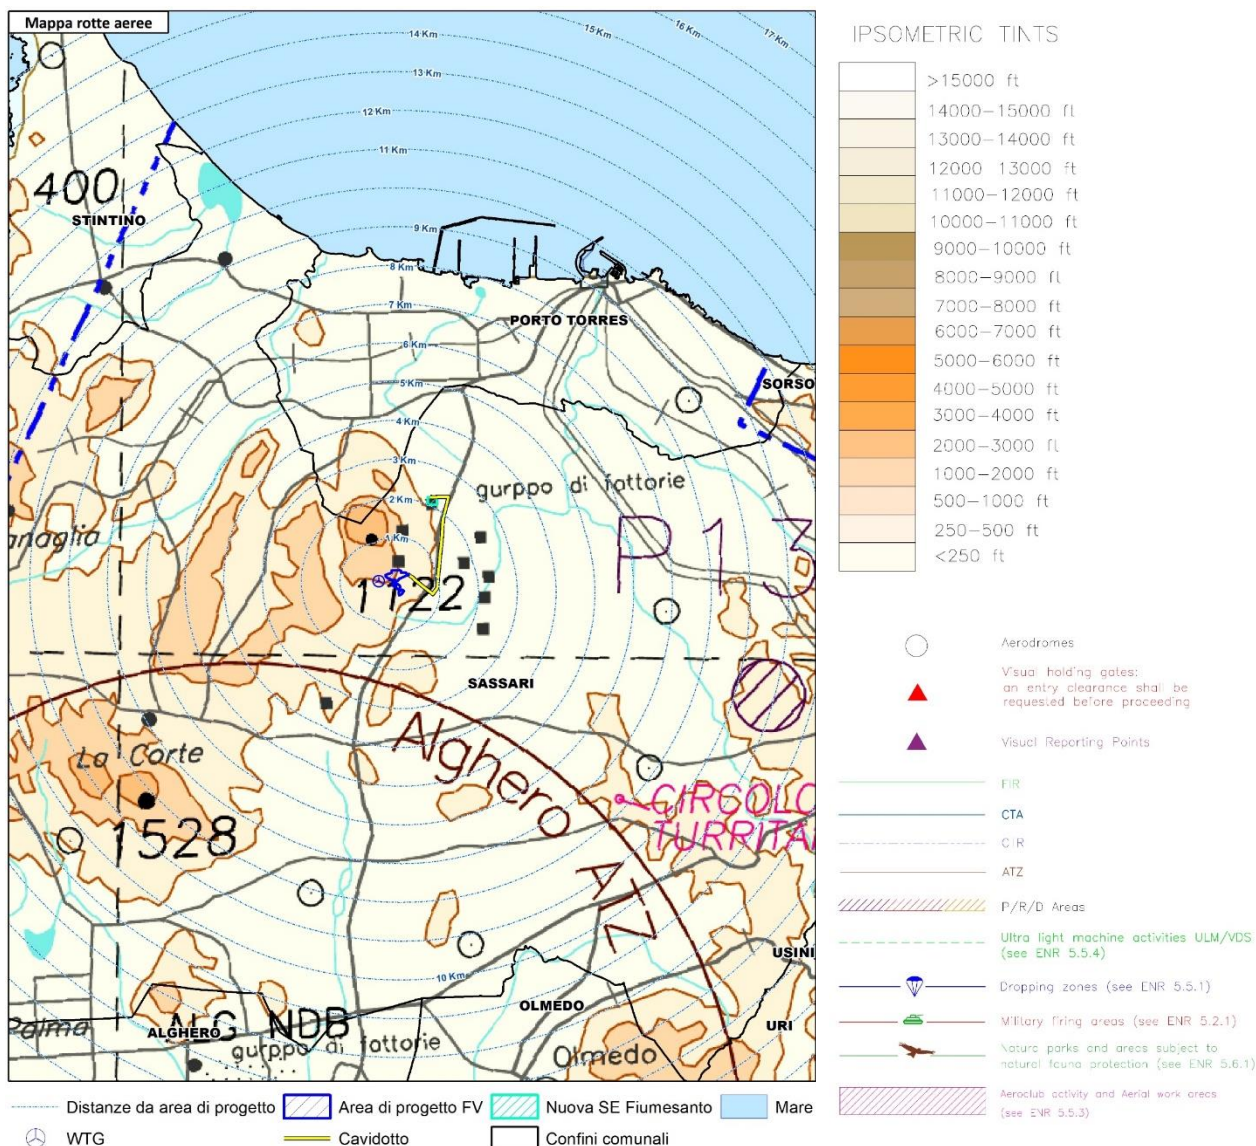 Mappa rotte aeree
14 Km
15 Km
16 Km
17 Km
13 Km
12 Km
11 Km
400
STINTINO
9 Km
8 Km
7 Km
PORTO TORRES
6 Km
5 Km
SORSO
4 Km
3 Km
2 Km
gurppo di fattorie
P13
anaglia
1 Km
1122
SASSARI
Alghero ATZ
La Corte
CIRCOLO
TURRITA
1528
10 Km
USINI
OLMEDO
Palma
ALG NDB
ALGHERO
URI
gurppo di fattorie
Olmedo
IPSOMETRIC TINTS
>15000 ft
14000-15000 ft
13000-14000 ft
12000 13000 ft
11000-12000 ft
10000-11000 ft
9000-10000 ft
8000-9000 ft
7000-8000 ft
6000-7000 ft
5000-6000 ft
4000-5000 ft
3000-4000 ft
2000-3000 ft
1000-2000 ft
500-1000 ft
250-500 ft
<250 ft
Aerodromes
Visual holding gates:
an entry clearance shall be
requested before proceeding
Visual Reporting Points
FIR
CTA
CTR
ATZ
P/R/D Areas
Ultra light machine activities ULM/VDS
(see ENR 5.5.4)
Dropping zones (see ENR 5.5.1)
Military firing areas (see ENR 5.2.1)
Nature parks and areas subject to
natural fauna protection (see ENR 5.6.1)
Aeroclub activity and Aerial work areas
(see ENR 5.5.3)
Distanze da area di progetto
Area di progetto FV
Nuova SE Fiumesanto
Mare
WTG
Cavidotto
Confini comunali